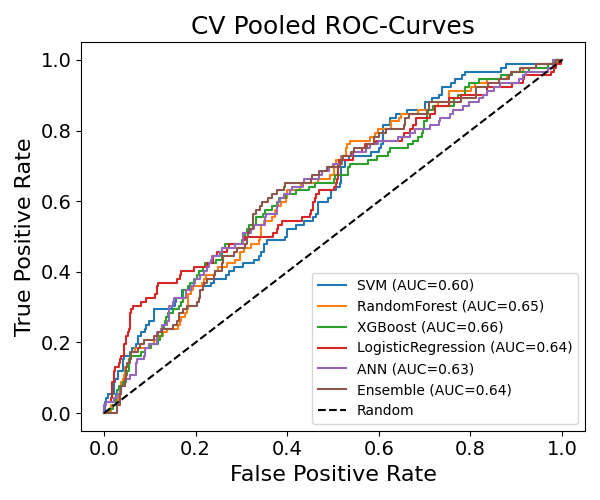 CV Pooled ROC-Curves
True Positive Rate
1.0
0.8
0.6
0.4
0.2
0.0
SVM (AUC=0.60)
RandomForest (AUC=0.65)
XGBoost (AUC=0.66)
LogisticRegression (AUC=0.64)
ANN (AUC=0.63)
Ensemble (AUC=0.64)
Random
0.0 0.2 0.4 0.6 0.8 1.0
False Positive Rate